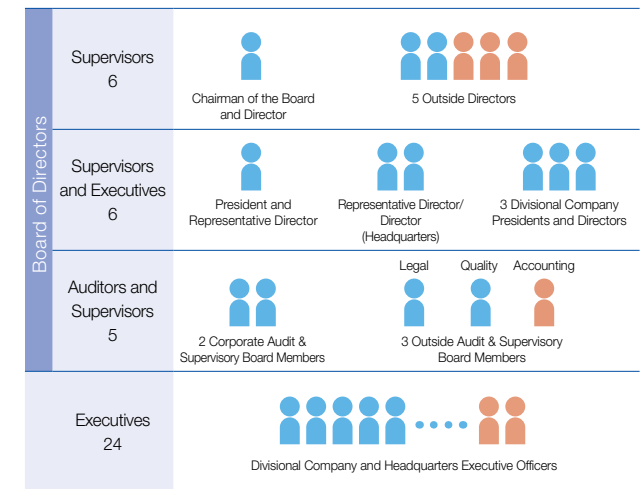 Board of Directors
Supervisors
6
Chairman of the Board
and Director
5 Outside Directors
Supervisors
and Executives
6
President and
Representative Director
Representative Director/
Director
(Headquarters)
3 Divisional Company
Presidents and Directors
Auditors and
Supervisors
5
2 Corporate Audit &
Supervisory Board Members
Legal
Quality
Accounting
3 Outside Audit & Supervisory
Board Members
Executives
24
Divisional Company and Headquarters Executive Officers